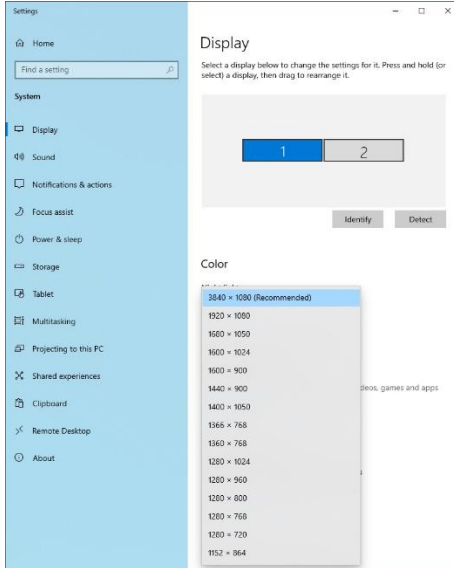 Settings
Home
Find a setting
System
Display
Sound
Notifications & actions
Focus assist
Power & sleep
Storage
Tablet
Multitasking
Projecting to this PC
Shared experiences
Clipboard
Remote Desktop
About
Display
Select a display below to change the settings for it. Press and hold (or
select) a display, then drag to rearrange it.
1 2
Identify Detect
Color
3840 × 1080 (Recommended)
1920 × 1080
1680 × 1050
1600 × 1024
1600 × 900
1440 × 900
games and apps
1400 × 1050
1366 × 768
1360 × 768
1280 × 1024
1280 × 960
1280 × 800
1280 × 768
1280 × 720
1152 × 864